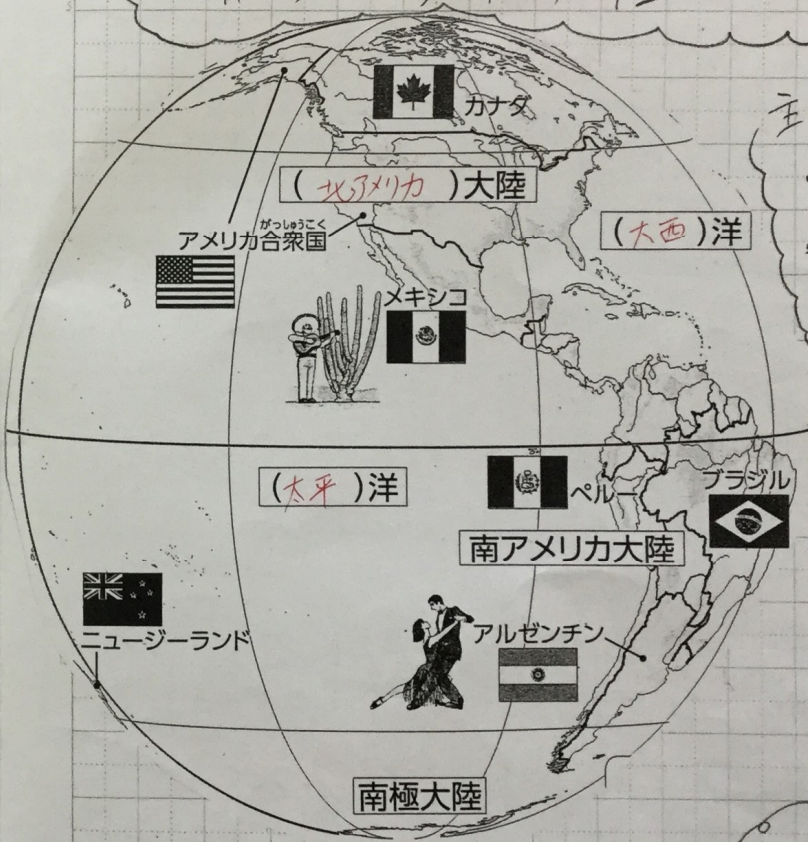 カナダ
(北アメリカ)大陸
(大西)洋
がっしゅうこく
アメリカ合衆国
メキシコ
(太平)洋
ペルー
ブラジル
南アメリカ大陸
ニュージーランド
アルゼンチン
南極大陸
主